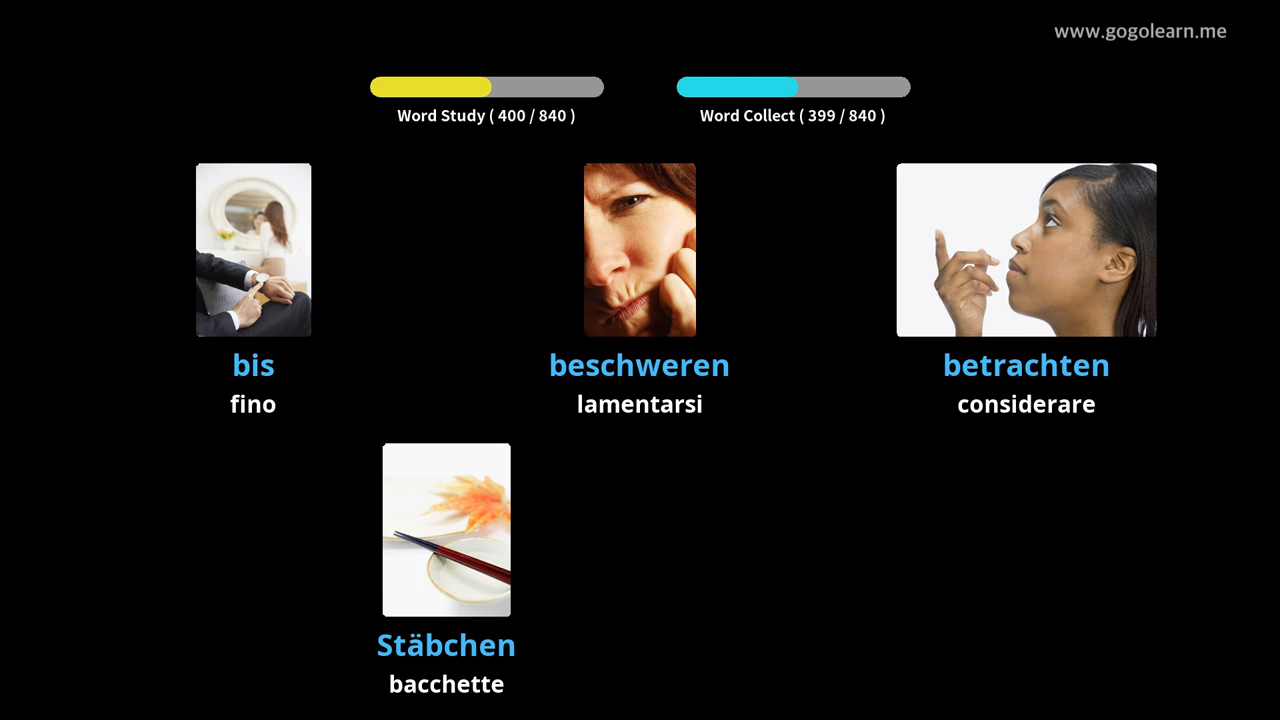 www.gogolearn.me
Word Study ( 400 / 840 )
Word Collect ( 399 / 840 )
bis
fino
beschweren
lamentarsi
betrachten
considerare
Stäbchen
bacchette